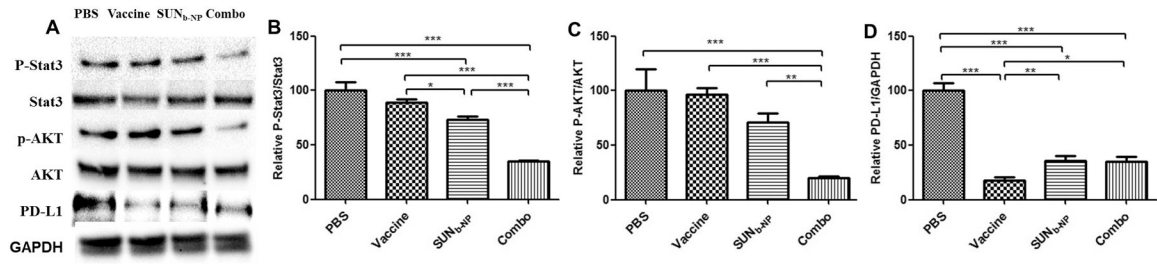 A
PBS Vaccine SUNb-NP Combo
P-Stat3
Stat3
p-AKT
AKT
PD-L1
GAPDH
B
Relative P-Stat3/Stat3
150
100
50
0
***
***
***
*
***
PBS
Vaccine
SUNb-NP
Combo
C
Relative P-AKT/AKT
150
100
50
0
***
***
**
PBS
Vaccine
SUNb-NP
Combo
D
Relative PD-L1/GAPDH
150
100
50
0
***
***
*
***
**
PBS
Vaccine
SUNb-NP
Combo